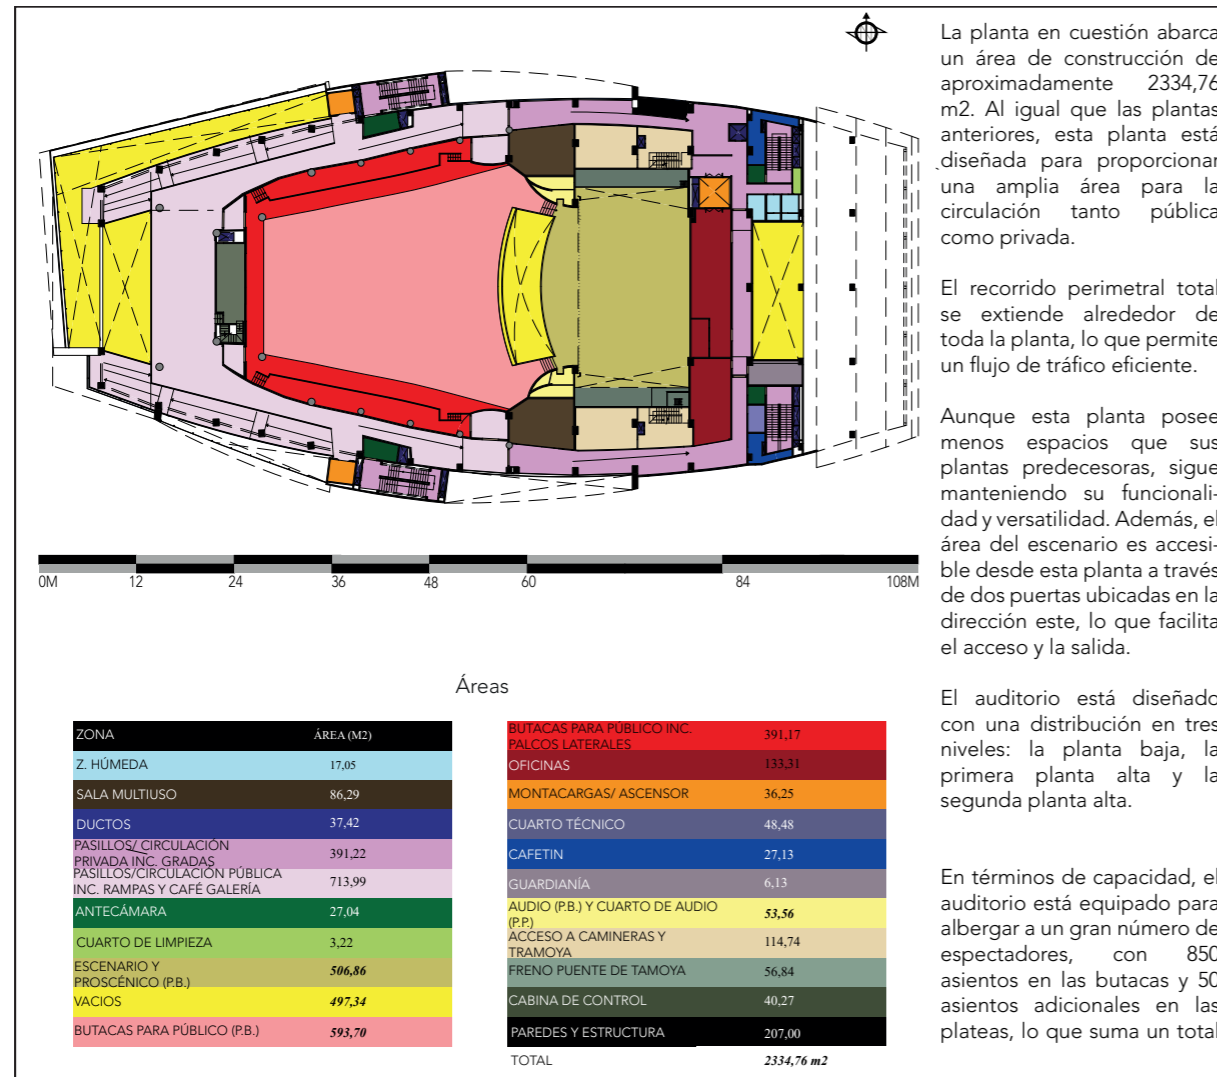 La planta en cuestión abarca
un área de construcción de
aproximadamente 2334,76
m2. Al igual que las plantas
anteriores, esta planta está
diseñada para proporcionar
una amplia área para la
circulación tanto pública
como privada.
El recorrido perimetral total
se extiende alrededor de
toda la planta, lo que permite
un flujo de tráfico eficiente.
Aunque esta planta posee
menos espacios que sus
plantas predecesoras, sigue
manteniendo su funcionali-
dad y versatilidad. Además, el
área del escenario es accesi-
ble desde esta planta a través
de dos puertas ubicadas en la
dirección este, lo que facilita
el acceso y la salida.
El auditorio está diseñado
con una distribución en tres
niveles: la planta baja, la
primera planta alta y la
segunda planta alta.
En términos de capacidad, el
auditorio está equipado para
albergar a un gran número de
espectadores, con 850
asientos en las butacas y 50
asientos adicionales en las
plateas, lo que suma un total
0M 12 24 36 48 60 84 108M
Áreas
ZONA ÁREA (M2)
Z. HÚMEDA 17,05
SALA MULTIUSO 86,29
DUCTOS 37,42
PASILLOS/ CIRCULACIÓN
PRIVADA INC. GRADAS 391,22
PASILLOS/CIRCULACIÓN PÚBLICA
INC. RAMPAS Y CAFÉ GALERÍA 713,99
ANTECÁMARA 27,04
CUARTO DE LIMPIEZA 3,22
ESCENARIO Y
PROSCÉNICO (P.B.) 506,86
VACIOS 497,34
BUTACAS PARA PÚBLICO (P.B.) 593,70
BUTACAS PARA PÚBLICO INC.
PALCOS LATERALES 391,17
OFICINAS 133,31
MONTACARGAS/ ASCENSOR 36,25
CUARTO TÉCNICO 48,48
CAFETIN 27,13
GUARDIANÍA 6,13
AUDIO (P.B.) Y CUARTO DE AUDIO
(P.P.) 53,56
ACCESO A CAMINERAS Y
TRAMOYA 114,74
FRENO PUENTE DE TAMOYA 56,84
CABINA DE CONTROL 40,27
PAREDES Y ESTRUCTURA 207,00
TOTAL 2334,76 m2